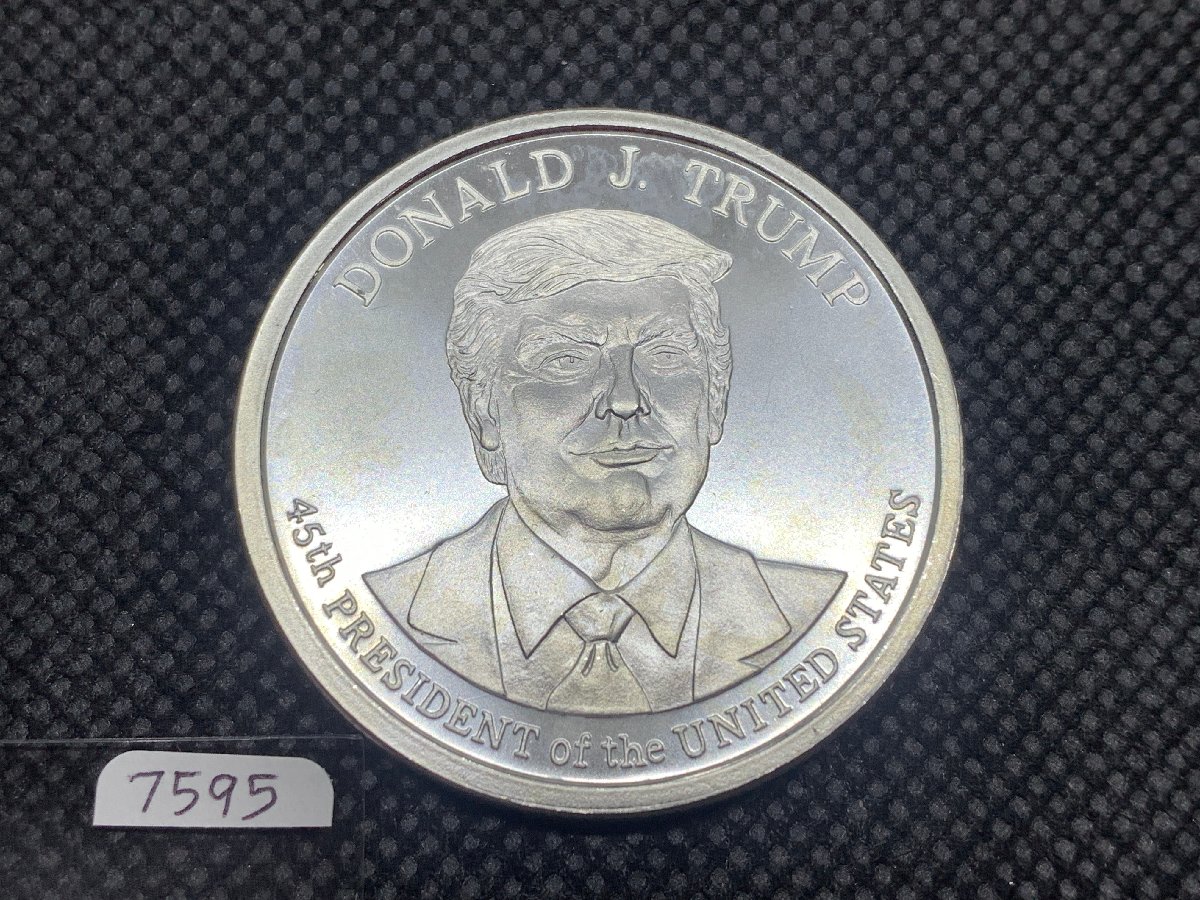 DONALD J. TRUMP
45th PRESIDENT of the UNITED STATES
7595